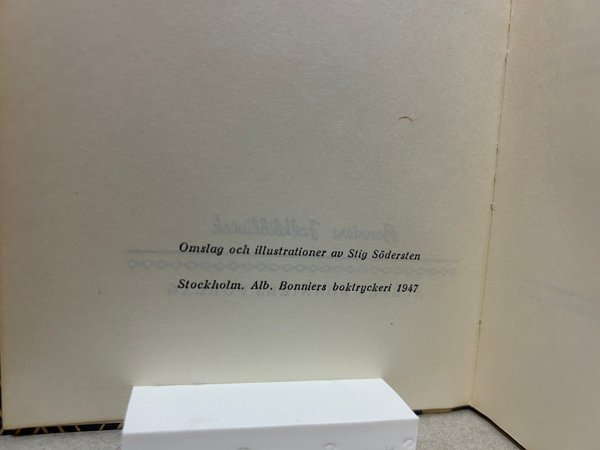 Omslag och illustrationer av Stig Södersten
Stockholm. Alb. Bonniers boktryckeri 1947